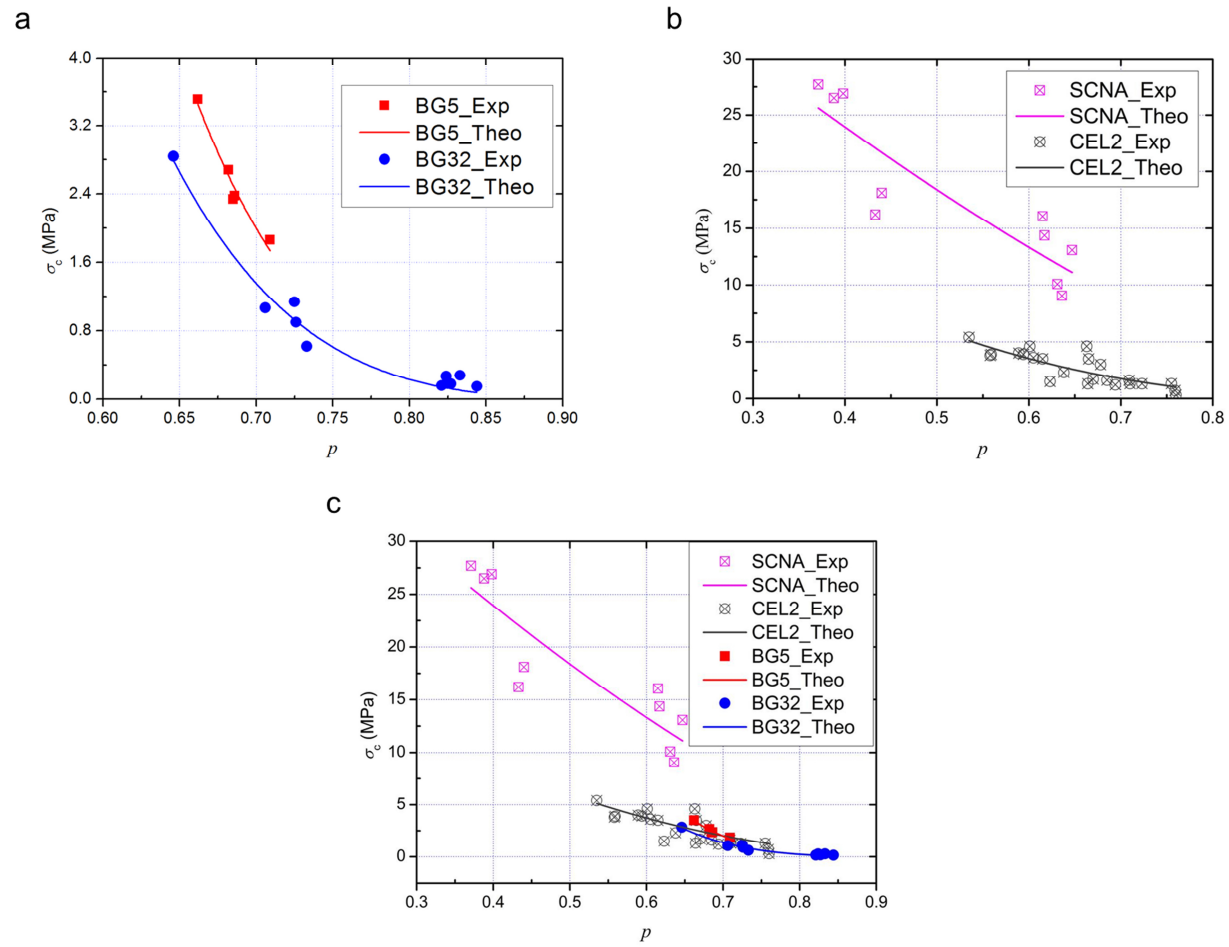 a
4.0
3.2
2.4
1.6
0.8
0.0
σc (MPa)
0.60 0.65 0.70 0.75 0.80 0.85 0.90
p
BG5_Exp
BG5_Theo
BG32_Exp
BG32_Theo
b
30
25
20
15
10
5
0
σc (MPa)
0.3 0.4 0.5 0.6 0.7 0.8
p
SCNA_Exp
SCNA_Theo
CEL2_Exp
CEL2_Theo
c
30
25
20
15
10
5
0
σc (MPa)
0.3 0.4 0.5 0.6 0.7 0.8 0.9
p
SCNA_Exp
SCNA_Theo
CEL2_Exp
CEL2_Theo
BG5_Exp
BG5_Theo
BG32_Exp
BG32_Theo